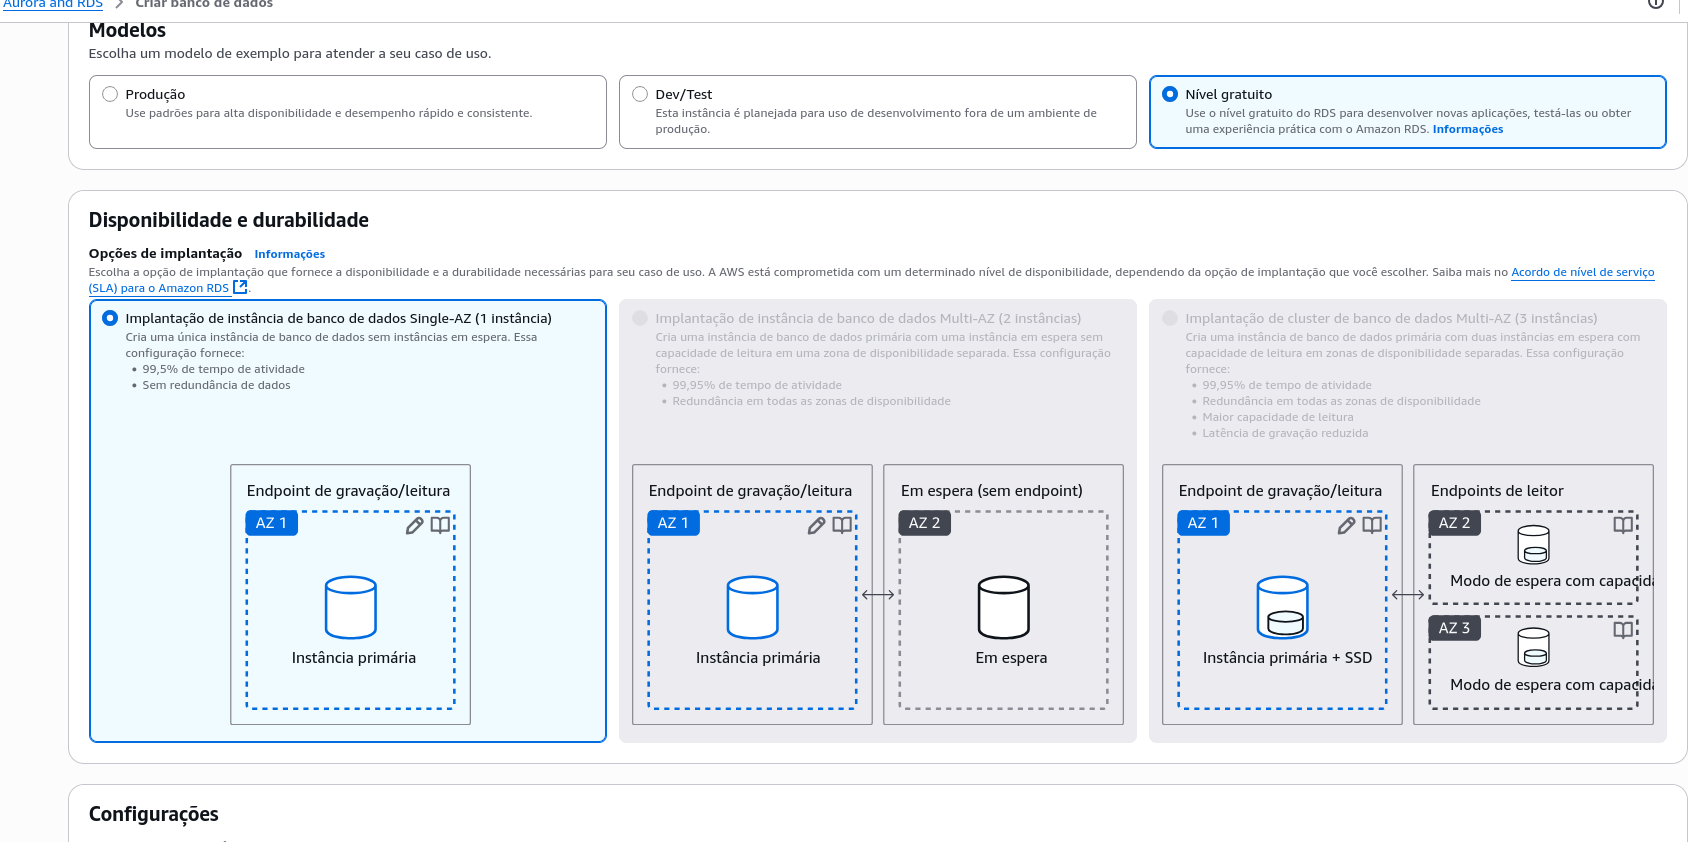 Aurora and RDS > Criar banco de dados
Modelos
Escolha um modelo de exemplo para atender a seu caso de uso.
Produção
Use padrões para alta disponibilidade e desempenho rápido e consistente.
Dev/Test
Esta instância é planejada para uso de desenvolvimento fora de um ambiente de
produção.
Nível gratuito
Use o nível gratuito do RDS para desenvolver novas aplicações, testá-las ou obter
uma experiência prática com o Amazon RDS. Informações
Disponibilidade e durabilidade
Opções de implantação Informações
Escolha a opção de implantação que fornece a disponibilidade e a durabilidade necessárias para seu caso de uso. A AWS está comprometida com um determinado nível de disponibilidade, dependendo da opção de implantação que você escolher. Saiba mais no Acordo de nível de serviço
(SLA) para o Amazon RDS.
Implantação de instância de banco de dados Single-AZ (1 instância)
Cria uma única instância de banco de dados sem instâncias em espera. Essa
configuração fornece:
• 99,5% de tempo de atividade
• Sem redundância de dados
Endpoint de gravação/leitura
AZ 1
Instância primária
Implantação de instância de banco de dados Multi-AZ (2 instâncias)
Cria uma instância de banco de dados primária com uma instância em espera sem
capacidade de leitura em uma zona de disponibilidade separada. Essa configuração
fornece:
• 99,95% de tempo de atividade
• Redundância em todas as zonas de disponibilidade
Endpoint de gravação/leitura
AZ 1
Instância primária
Em espera (sem endpoint)
AZ 2
Em espera
Implantação de cluster de banco de dados Multi-AZ (3 instâncias)
Cria uma instância de banco de dados primária com duas instâncias em espera com
capacidade de leitura em zonas de disponibilidade separadas. Essa configuração
fornece:
• 99,95% de tempo de atividade
• Redundância em todas as zonas de disponibilidade
• Maior capacidade de leitura
• Latência de gravação reduzida
Endpoint de gravação/leitura
AZ 1
Instância primária + SSD
Endpoints de leitor
AZ 2
Modo de espera com capacida
AZ 3
Modo de espera com capacida
Configurações